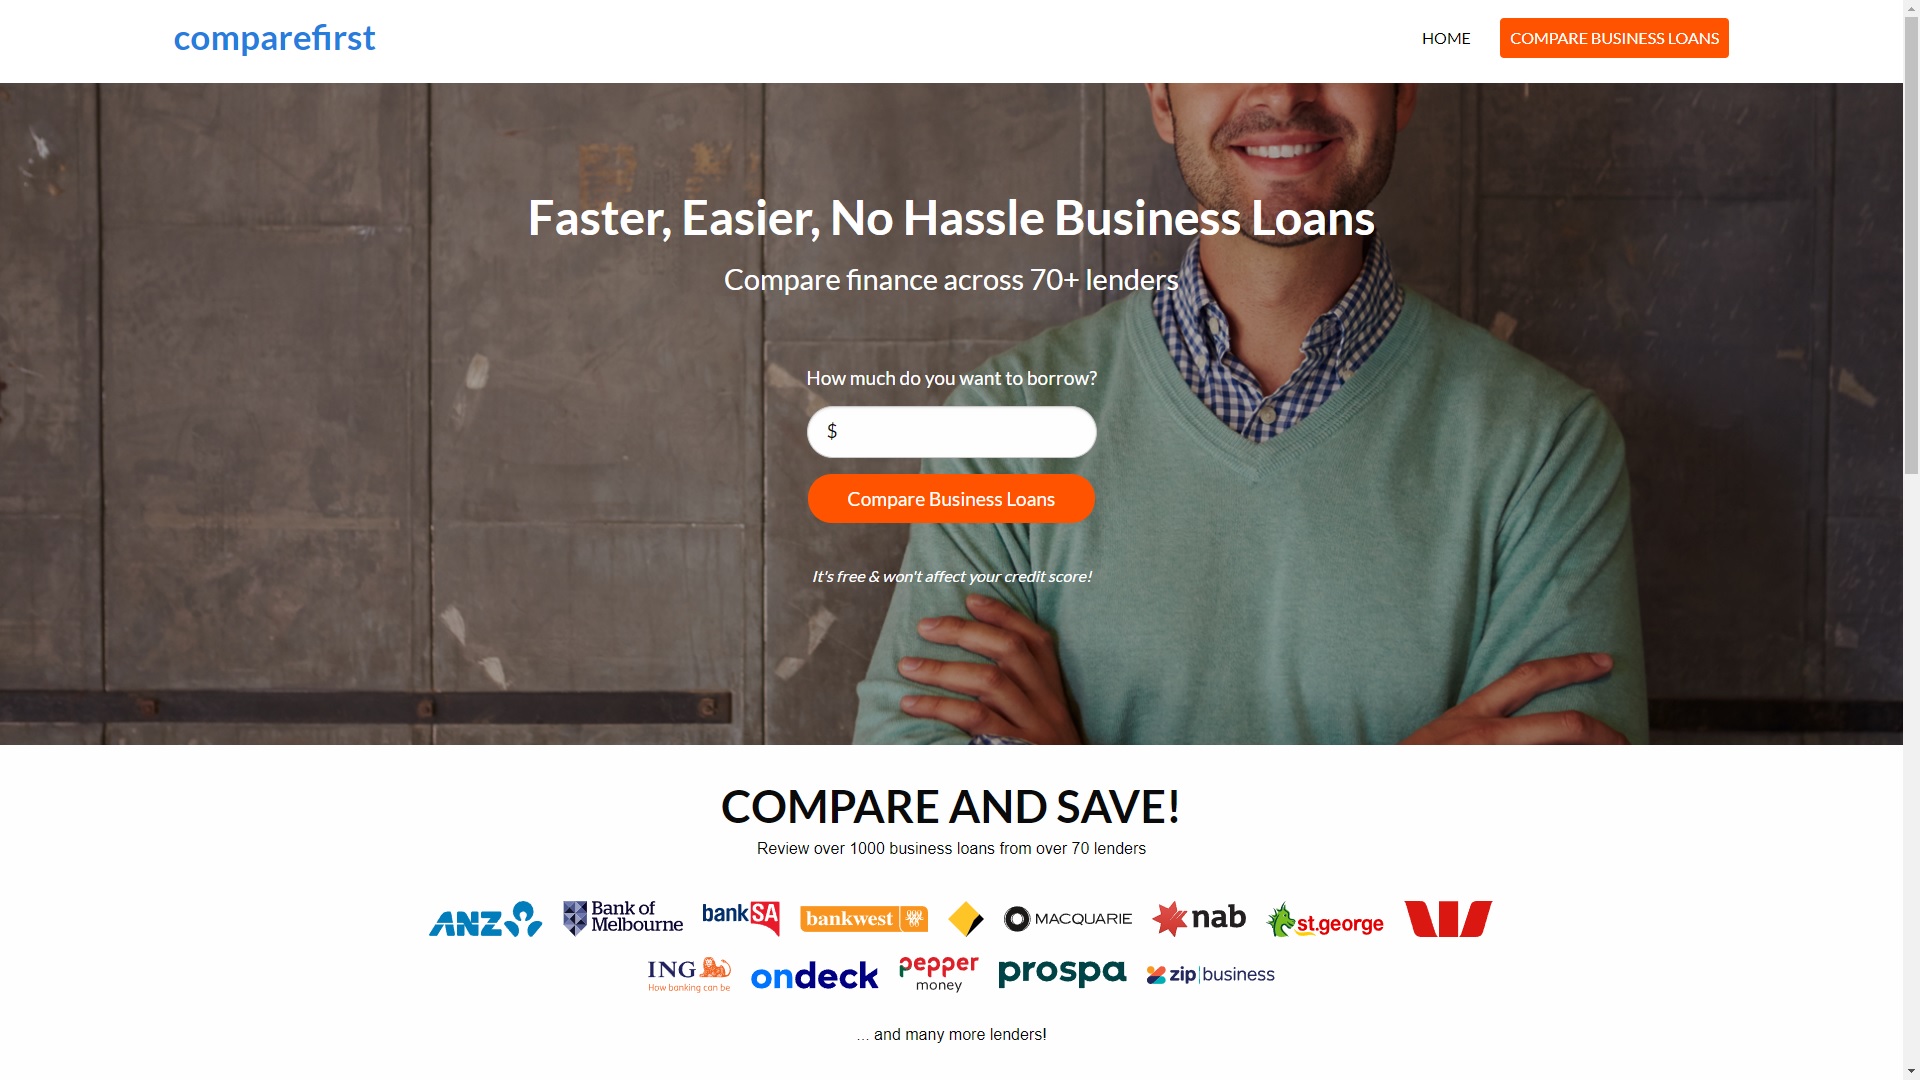 comparefirst
HOME
COMPARE BUSINESS LOANS
Faster, Easier, No Hassle Business Loans
Compare finance across 70+ lenders
How much do you want to borrow?
$
Compare Business Loans
It's free & won't affect your credit score!
COMPARE AND SAVE!
Review over 1000 business loans from over 70 lenders
ANZ
Bank of
Melbourne
bankSA
bankwest
MACQUARIE
nab
st.george
ING
How banking can be
ondeck
pepper
money
prospa
zip business
... and many more lenders!